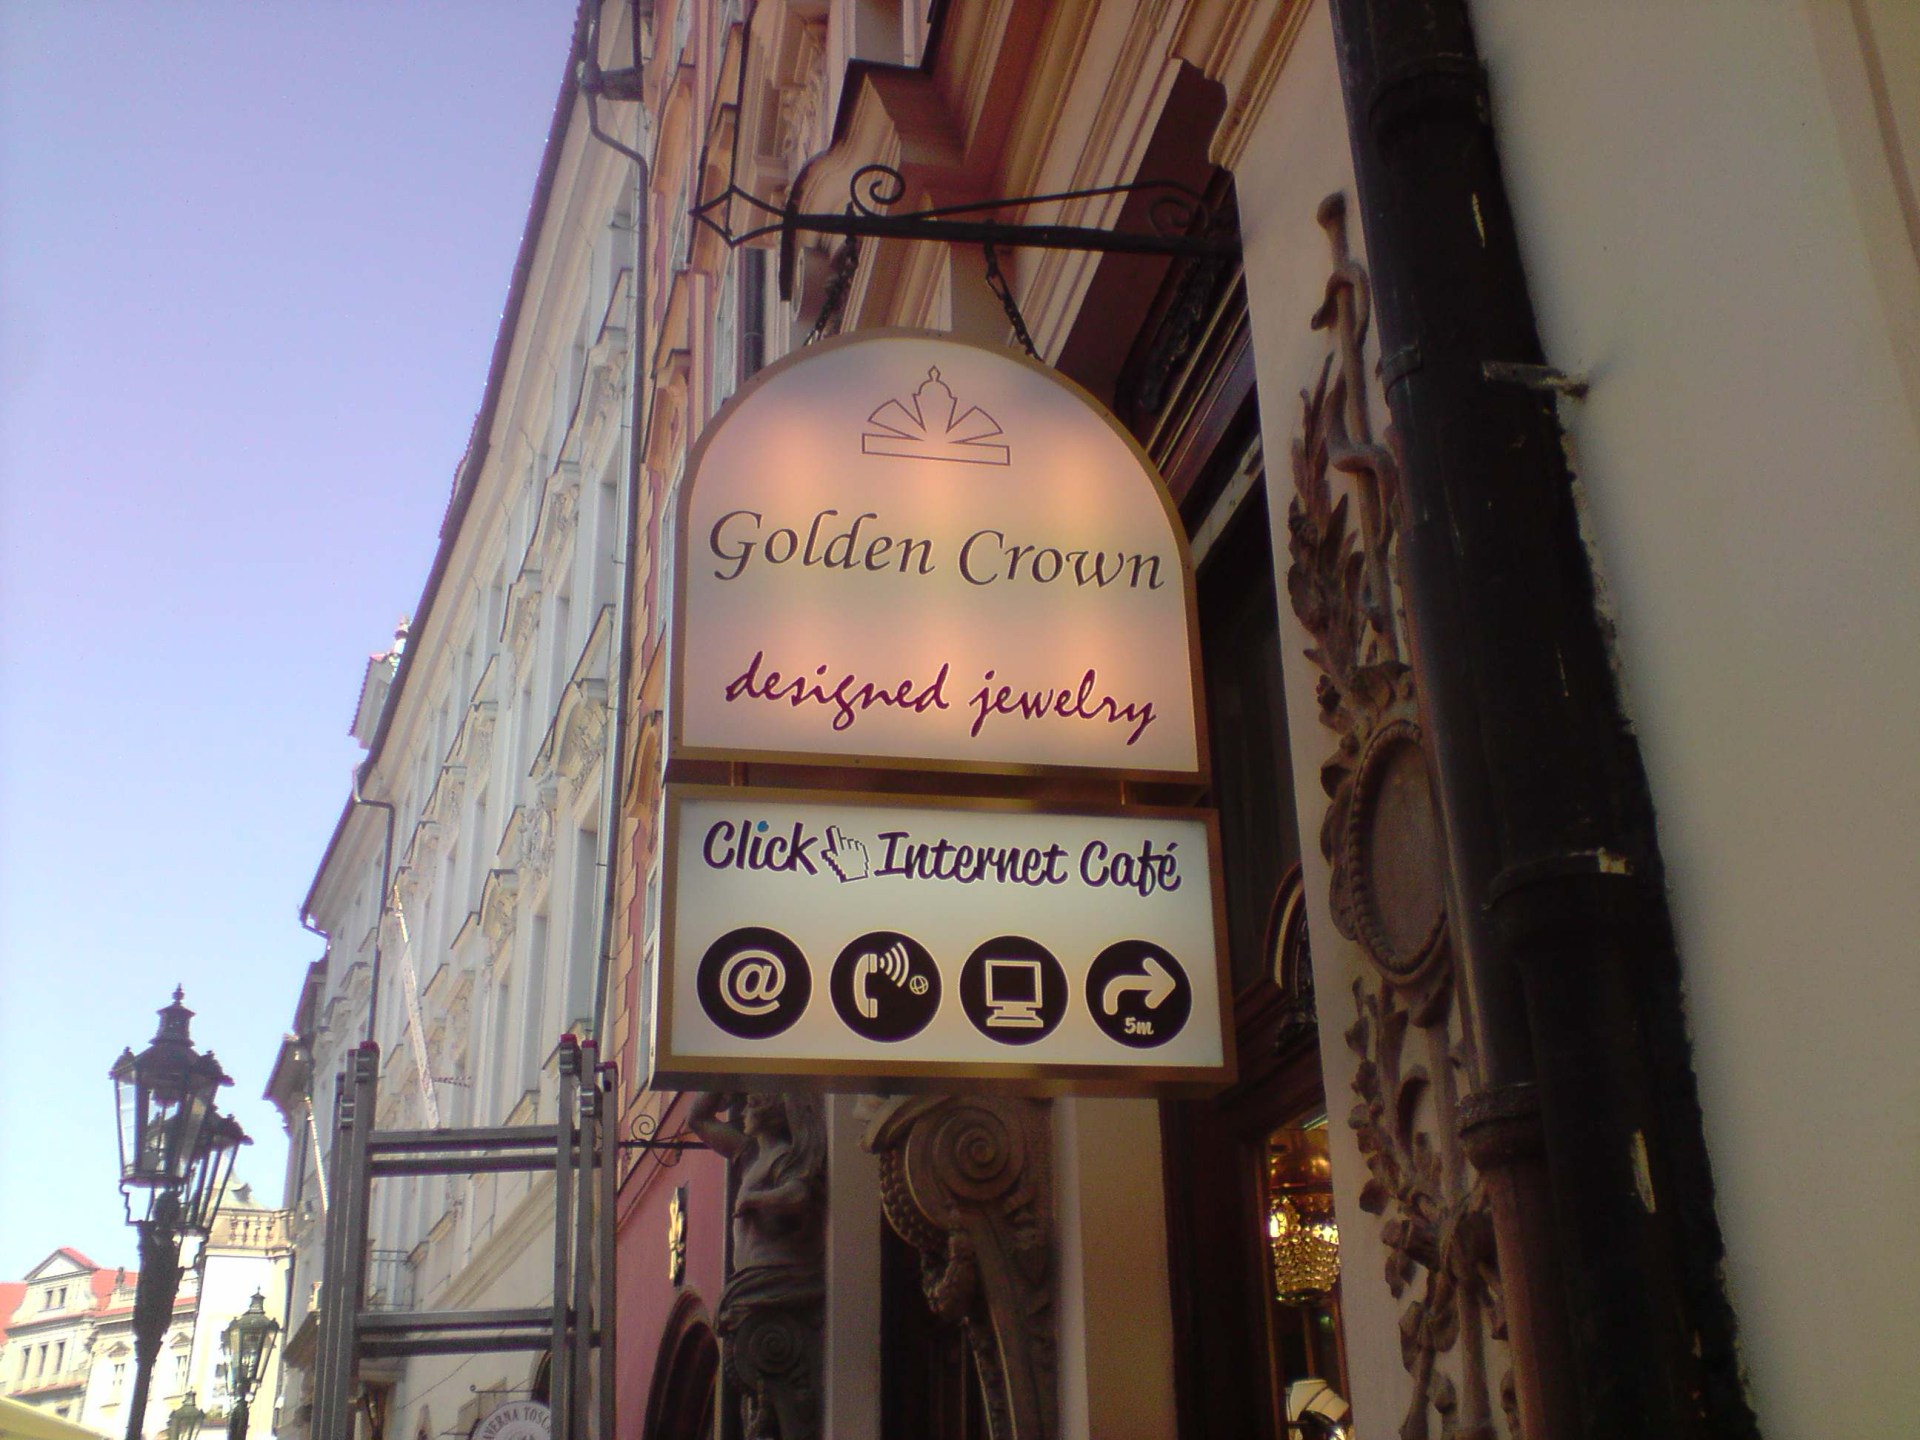 Golden Crown
designed jewelry
Click Internet Café
@
5m